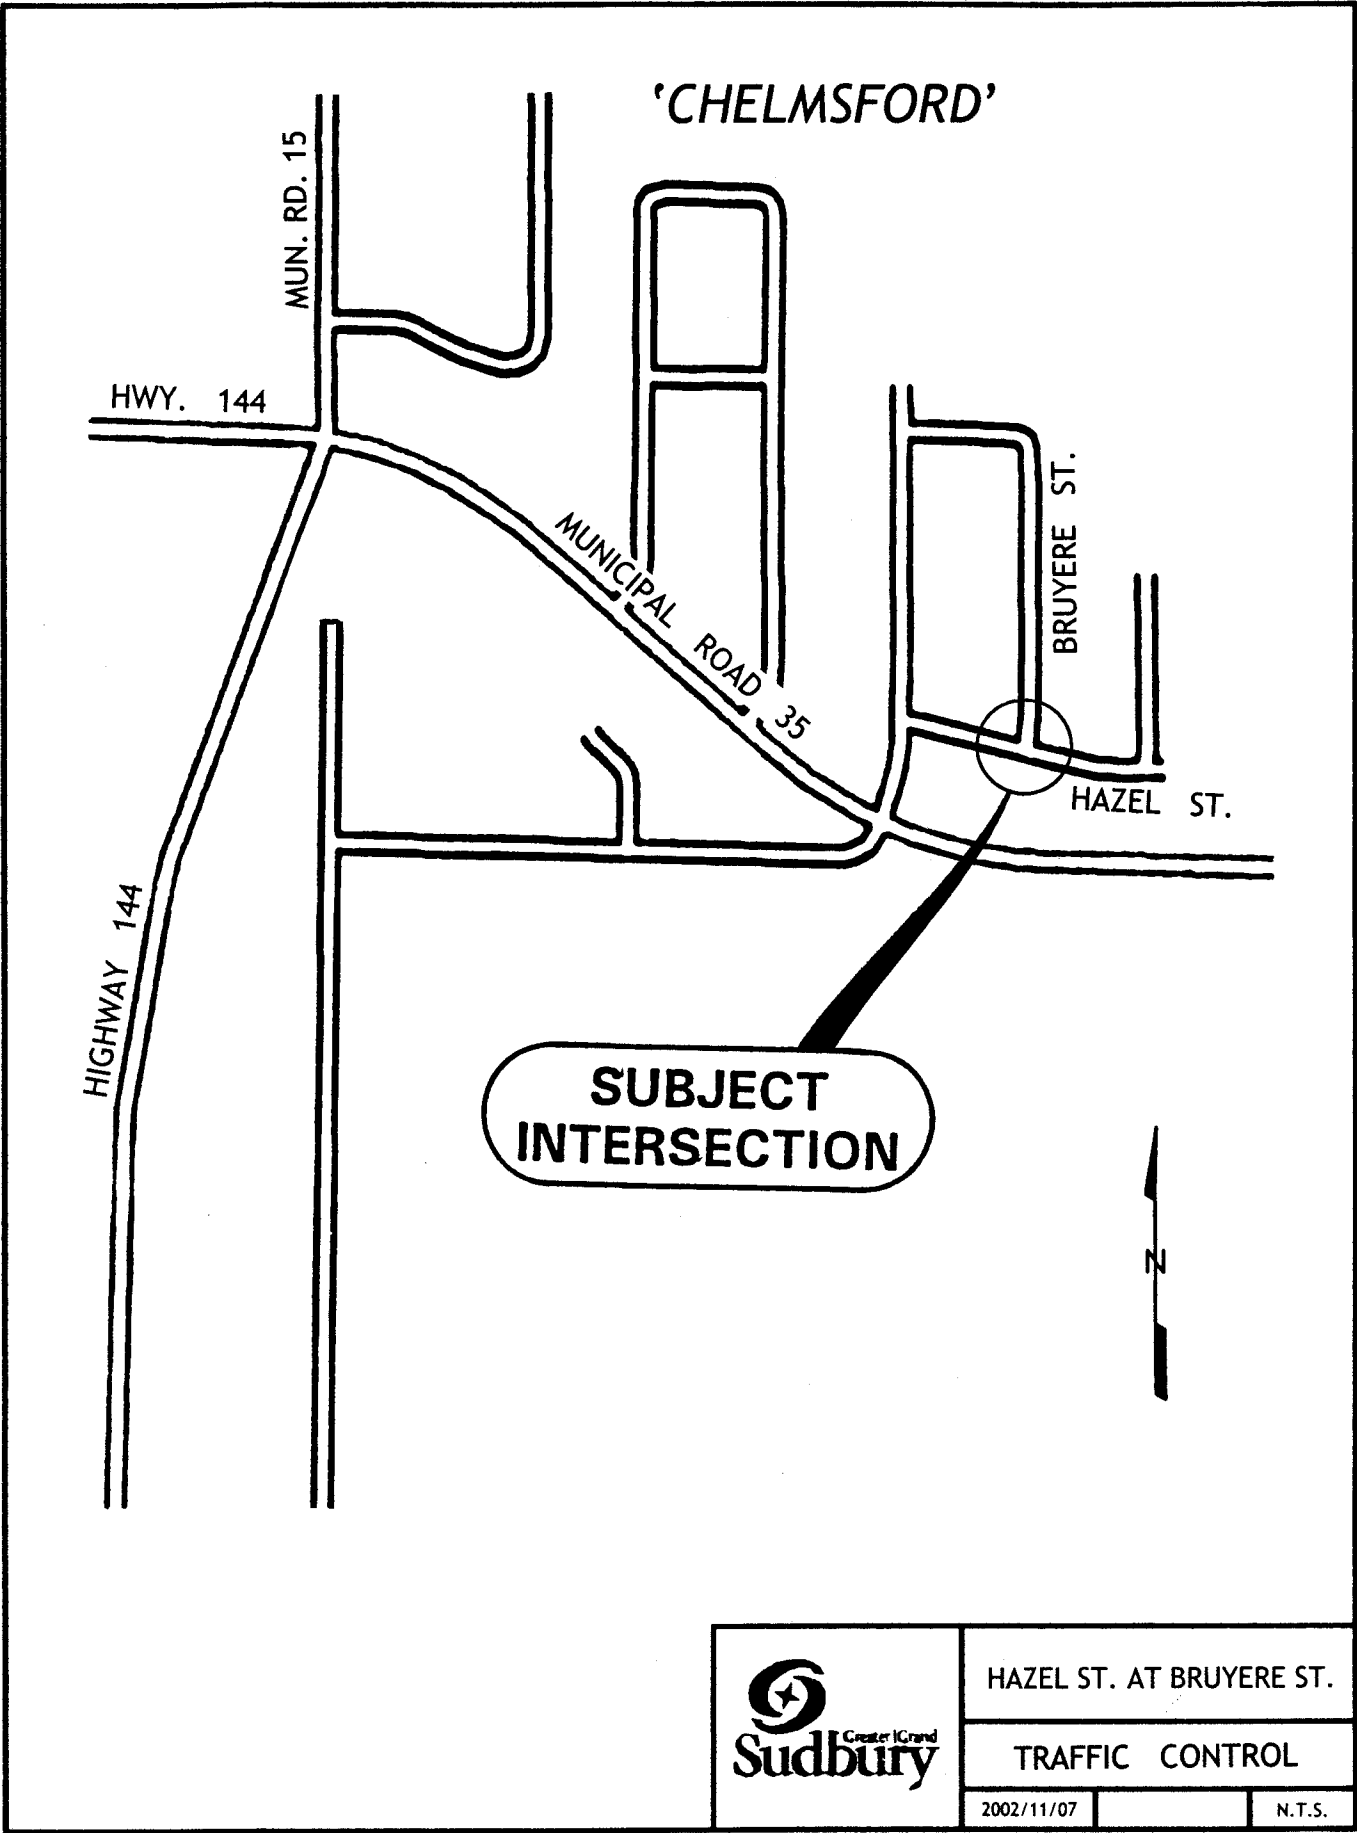 'CHELMSFORD'
MUN. RD. 15
HWY. 144
MUNICIPAL ROAD 35
BRUYERE ST.
HAZEL ST.
HIGHWAY 144
SUBJECT
INTERSECTION
N
Greater | Grand
Sudbury
HAZEL ST. AT BRUYERE ST.
TRAFFIC CONTROL
2002/11/07
N.T.S.